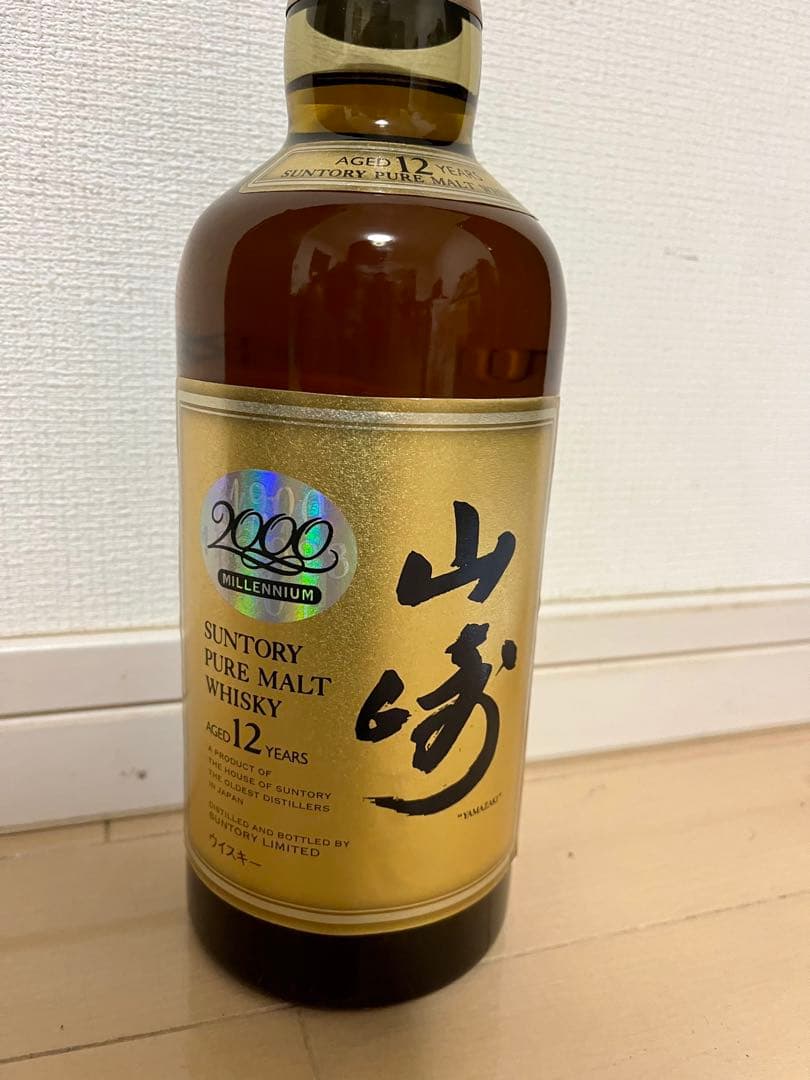 AGED 12 YEARS
SUNTORY PURE MALT
2000
MILLENNIUM
山崎
SUNTORY
PURE MALT
WHISKY
AGED 12 YEARS
A PRODUCT OF
THE HOUSE OF SUNTORY
THE OLDEST DISTILLERS
IN JAPAN
"YAMAZAKI"
DISTILLED AND BOTTLED BY
SUNTORY LIMITED
ウイスキー